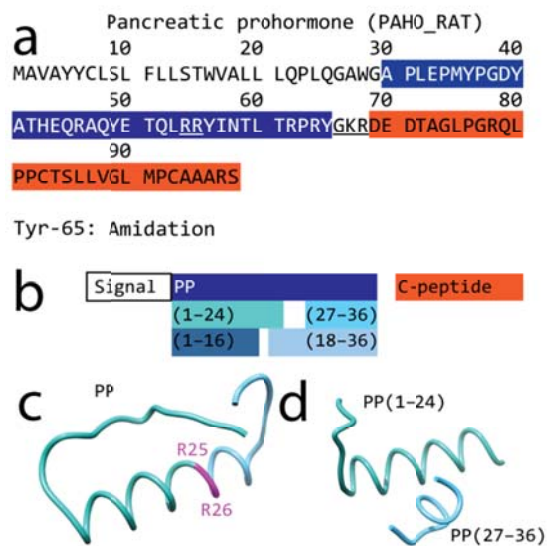 a Pancreatic prohormone (PAHO_RAT)
10 20 30 40
MAVAYYCLSL FLLSTWVALL LQPLQGAWGA PLEPMYPGDY
50 60 70 80
ATHEQRAQYE TQLRRYINTL TRPRYGKRDE DTAGLPGRQL
90
PPCTSLLVGL MPCAAARS
Tyr-65: Amidation
b Signal PP C-peptide
(1-24) (27-36)
(1-16) (18-36)
c PP R25 R26
d PP(1-24) PP(27-36)